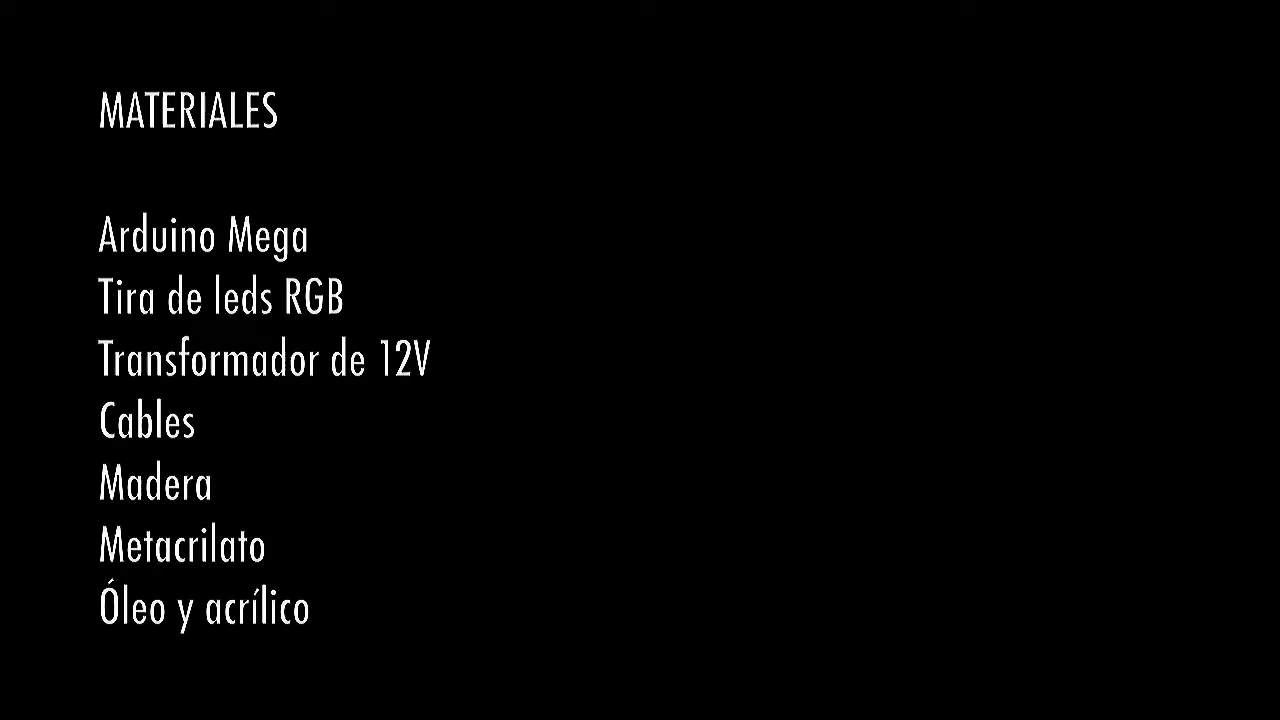 MATERIALES
Arduino Mega
Tira de leds RGB
Transformador de 12V
Cables
Madera
Metacrilato
Óleo y acrílico